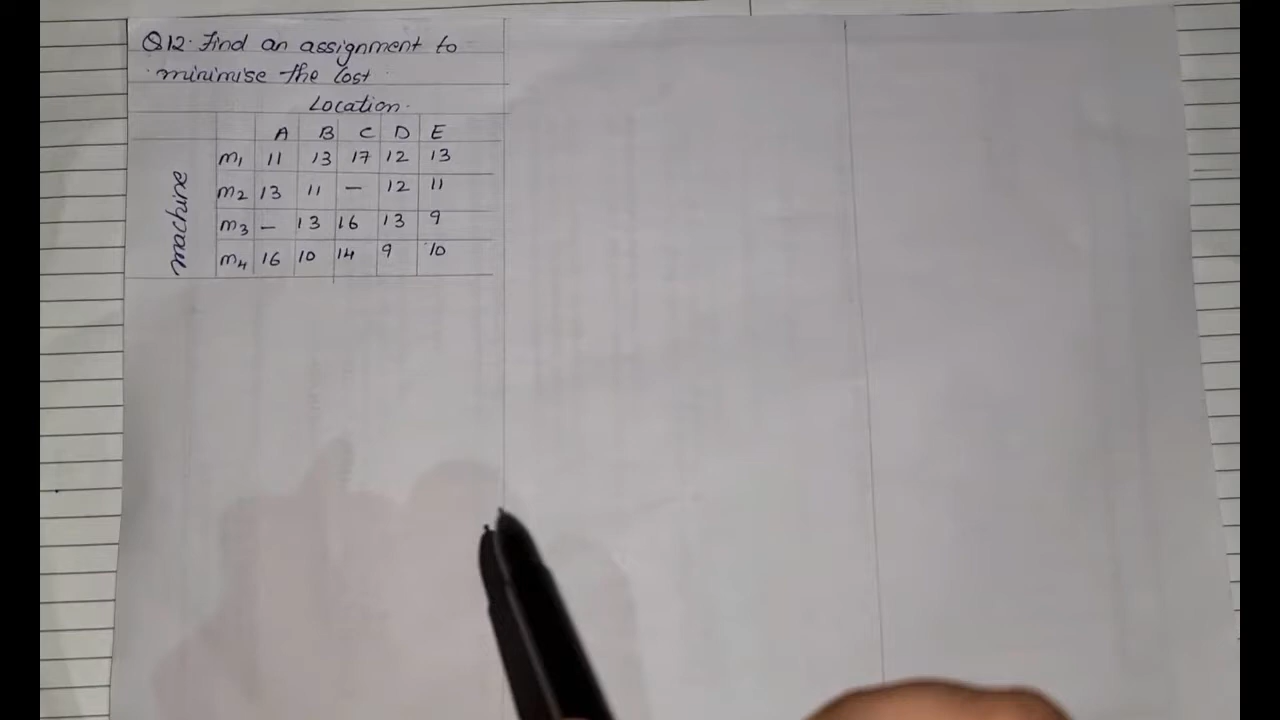 Q12. Find an assignment to
minimise the Cost
Location.
A B C D E
machine
m1 11 13 17 12 13
m2 13 11 – 12 11
m3 – 13 16 13 9
m4 16 10 14 9 10